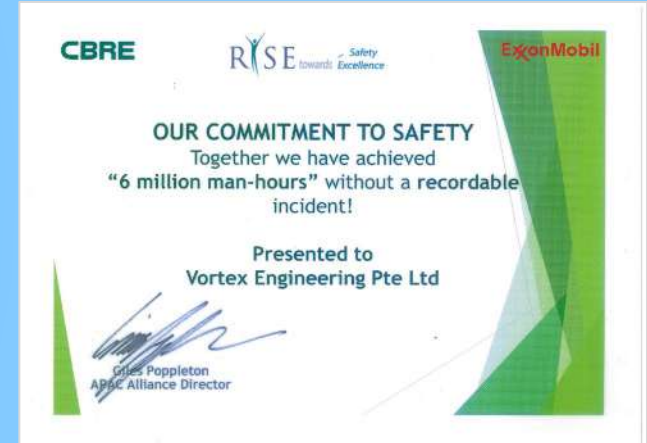 CBRE
RISE towards Safety Excellence
ExxonMobil
OUR COMMITMENT TO SAFETY
Together we have achieved
“6 million man-hours” without a recordable
incident!
Presented to
Vortex Engineering Pte Ltd
Giles Poppleton
APAC Alliance Director